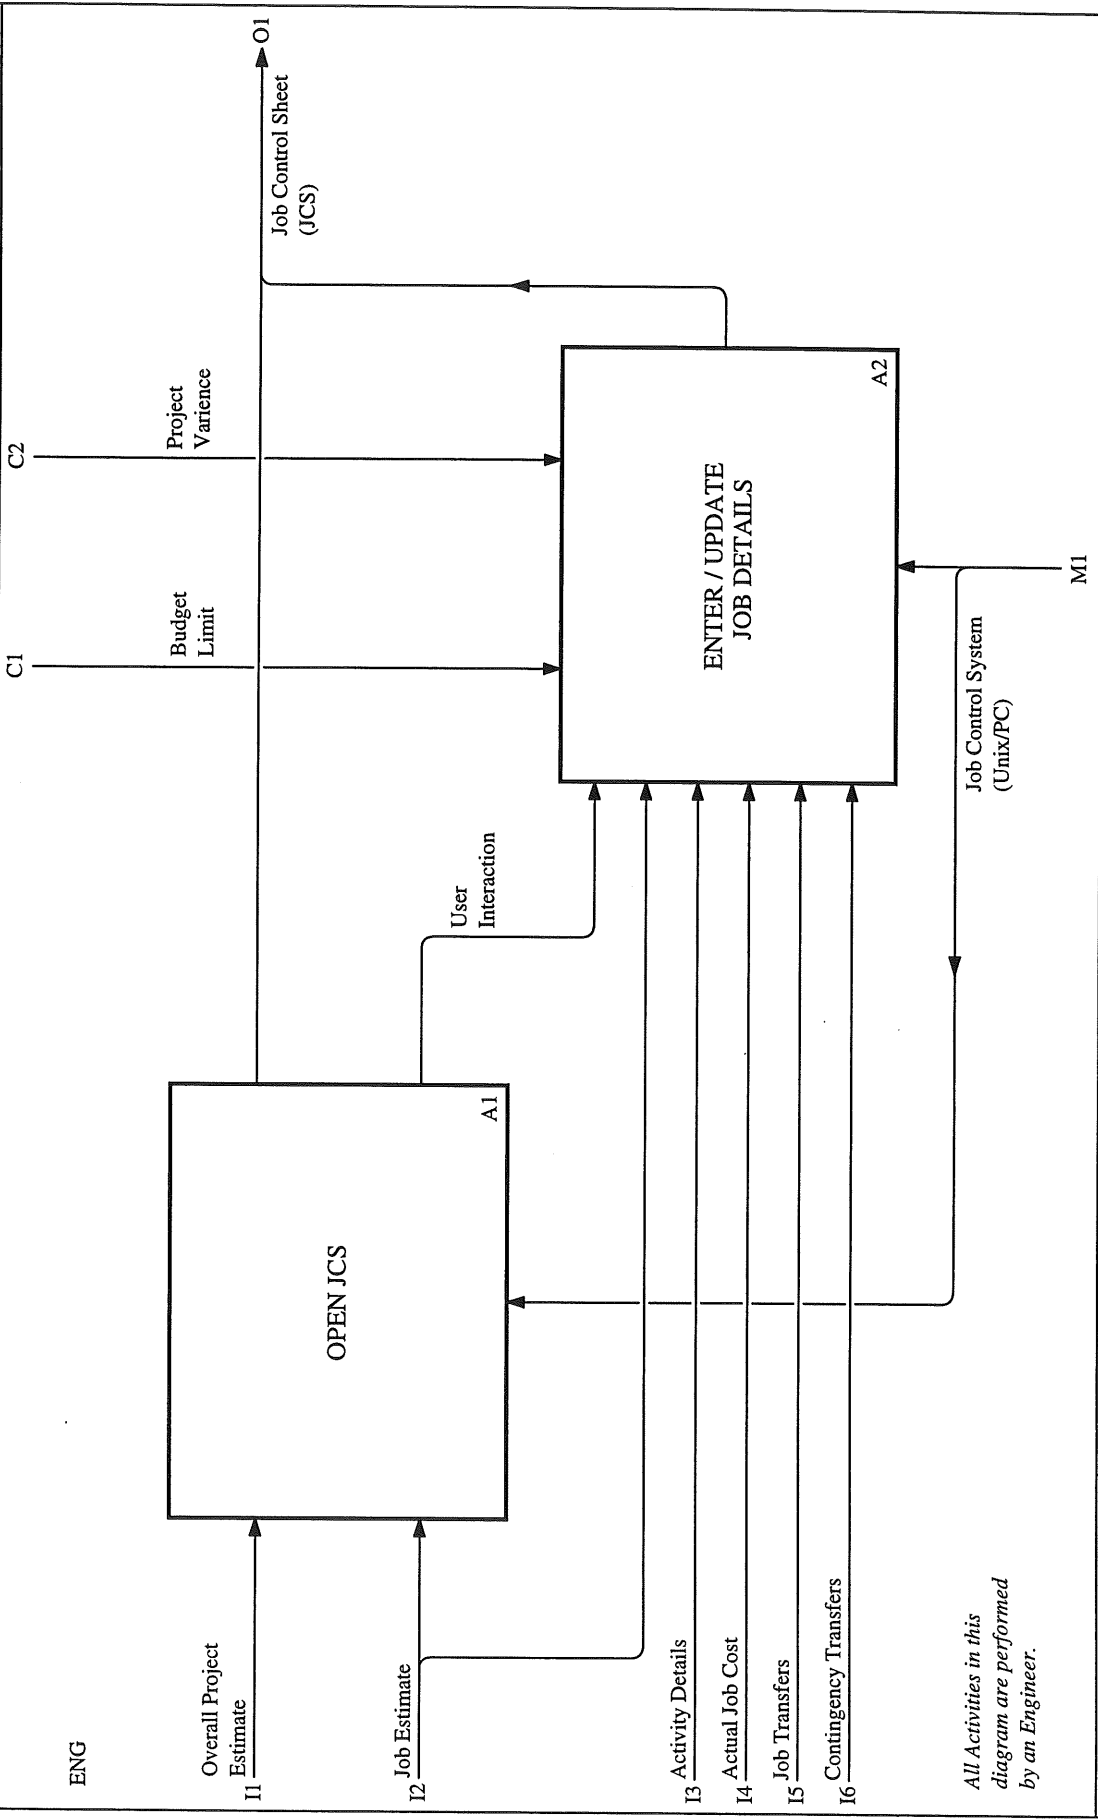 ENG
C1
C2
Budget
Limit
Project
Varience
O1
Job Control Sheet
(JCS)
Overall Project
Estimate
I1
Job Estimate
I2
OPEN JCS
A1
User
Interaction
ENTER / UPDATE
JOB DETAILS
A2
I3 Activity Details
I4 Actual Job Cost
I5 Job Transfers
I6 Contingency Transfers
Job Control System
(Unix/PC)
M1
All Activities in this
diagram are performed
by an Engineer.